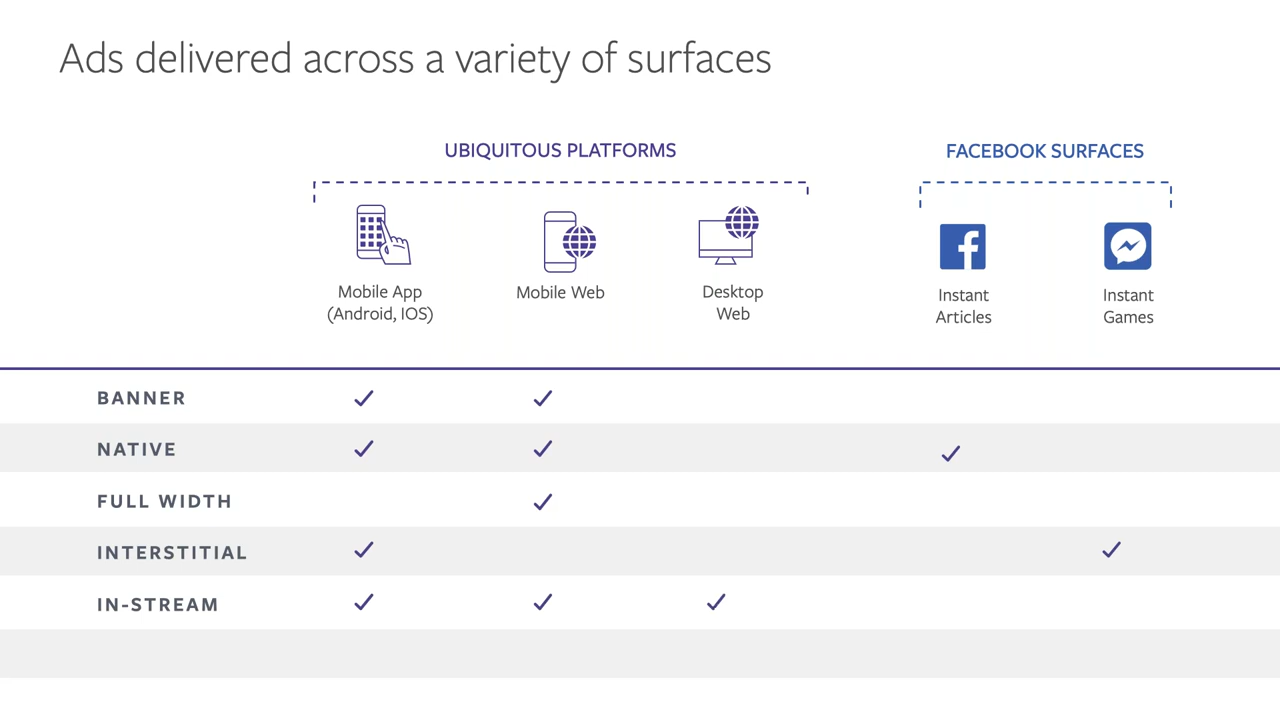 Ads delivered across a variety of surfaces
UBIQUITOUS PLATFORMS
FACEBOOK SURFACES
Mobile App
(Android, IOS)
Mobile Web
Desktop
Web
Instant
Articles
Instant
Games
BANNER
NATIVE
FULL WIDTH
INTERSTITIAL
IN-STREAM